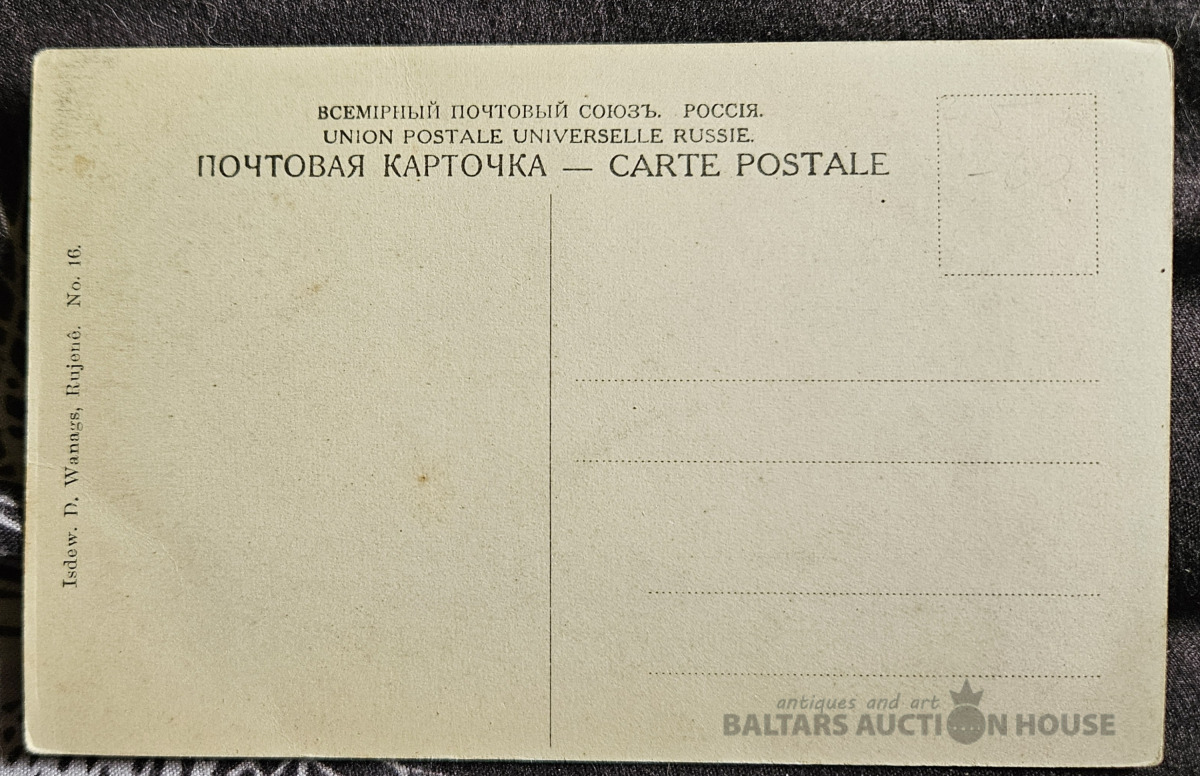 ВСЕМІРНЫЙ ПОЧТОВЫЙ СОЮЗЪ. РОССІЯ.
UNION POSTALE UNIVERSELLE RUSSIE.
ПОЧТОВАЯ КАРТОЧКА — CARTE POSTALE
Isdew. D. Wanags, Rujenê. No. 16.
antiques and art
BALTARS AUCTION HOUSE